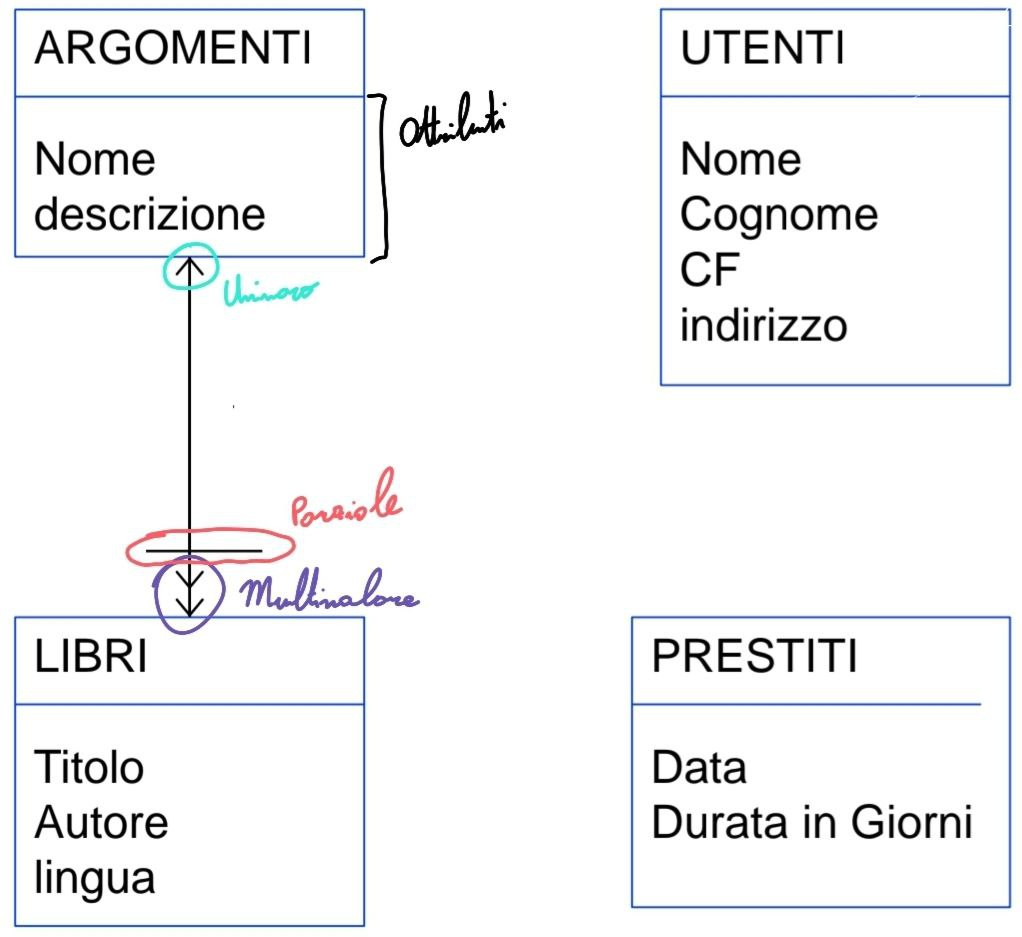 ARGOMENTI
Nome
descrizione
Attributi
Univoco
Parziale
Multivalore
LIBRI
Titolo
Autore
lingua
UTENTI
Nome
Cognome
CF
indirizzo
PRESTITI
Data
Durata in Giorni